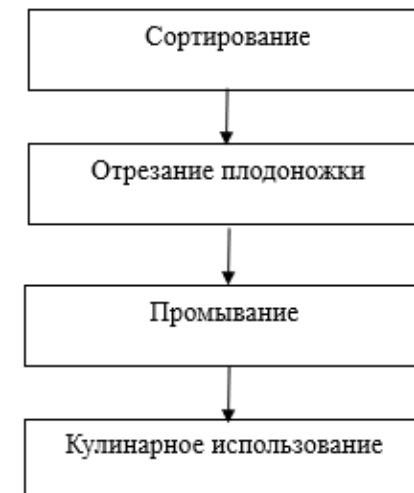 Сортирование
Отрезание плодоножки
Промывание
Кулинарное использование